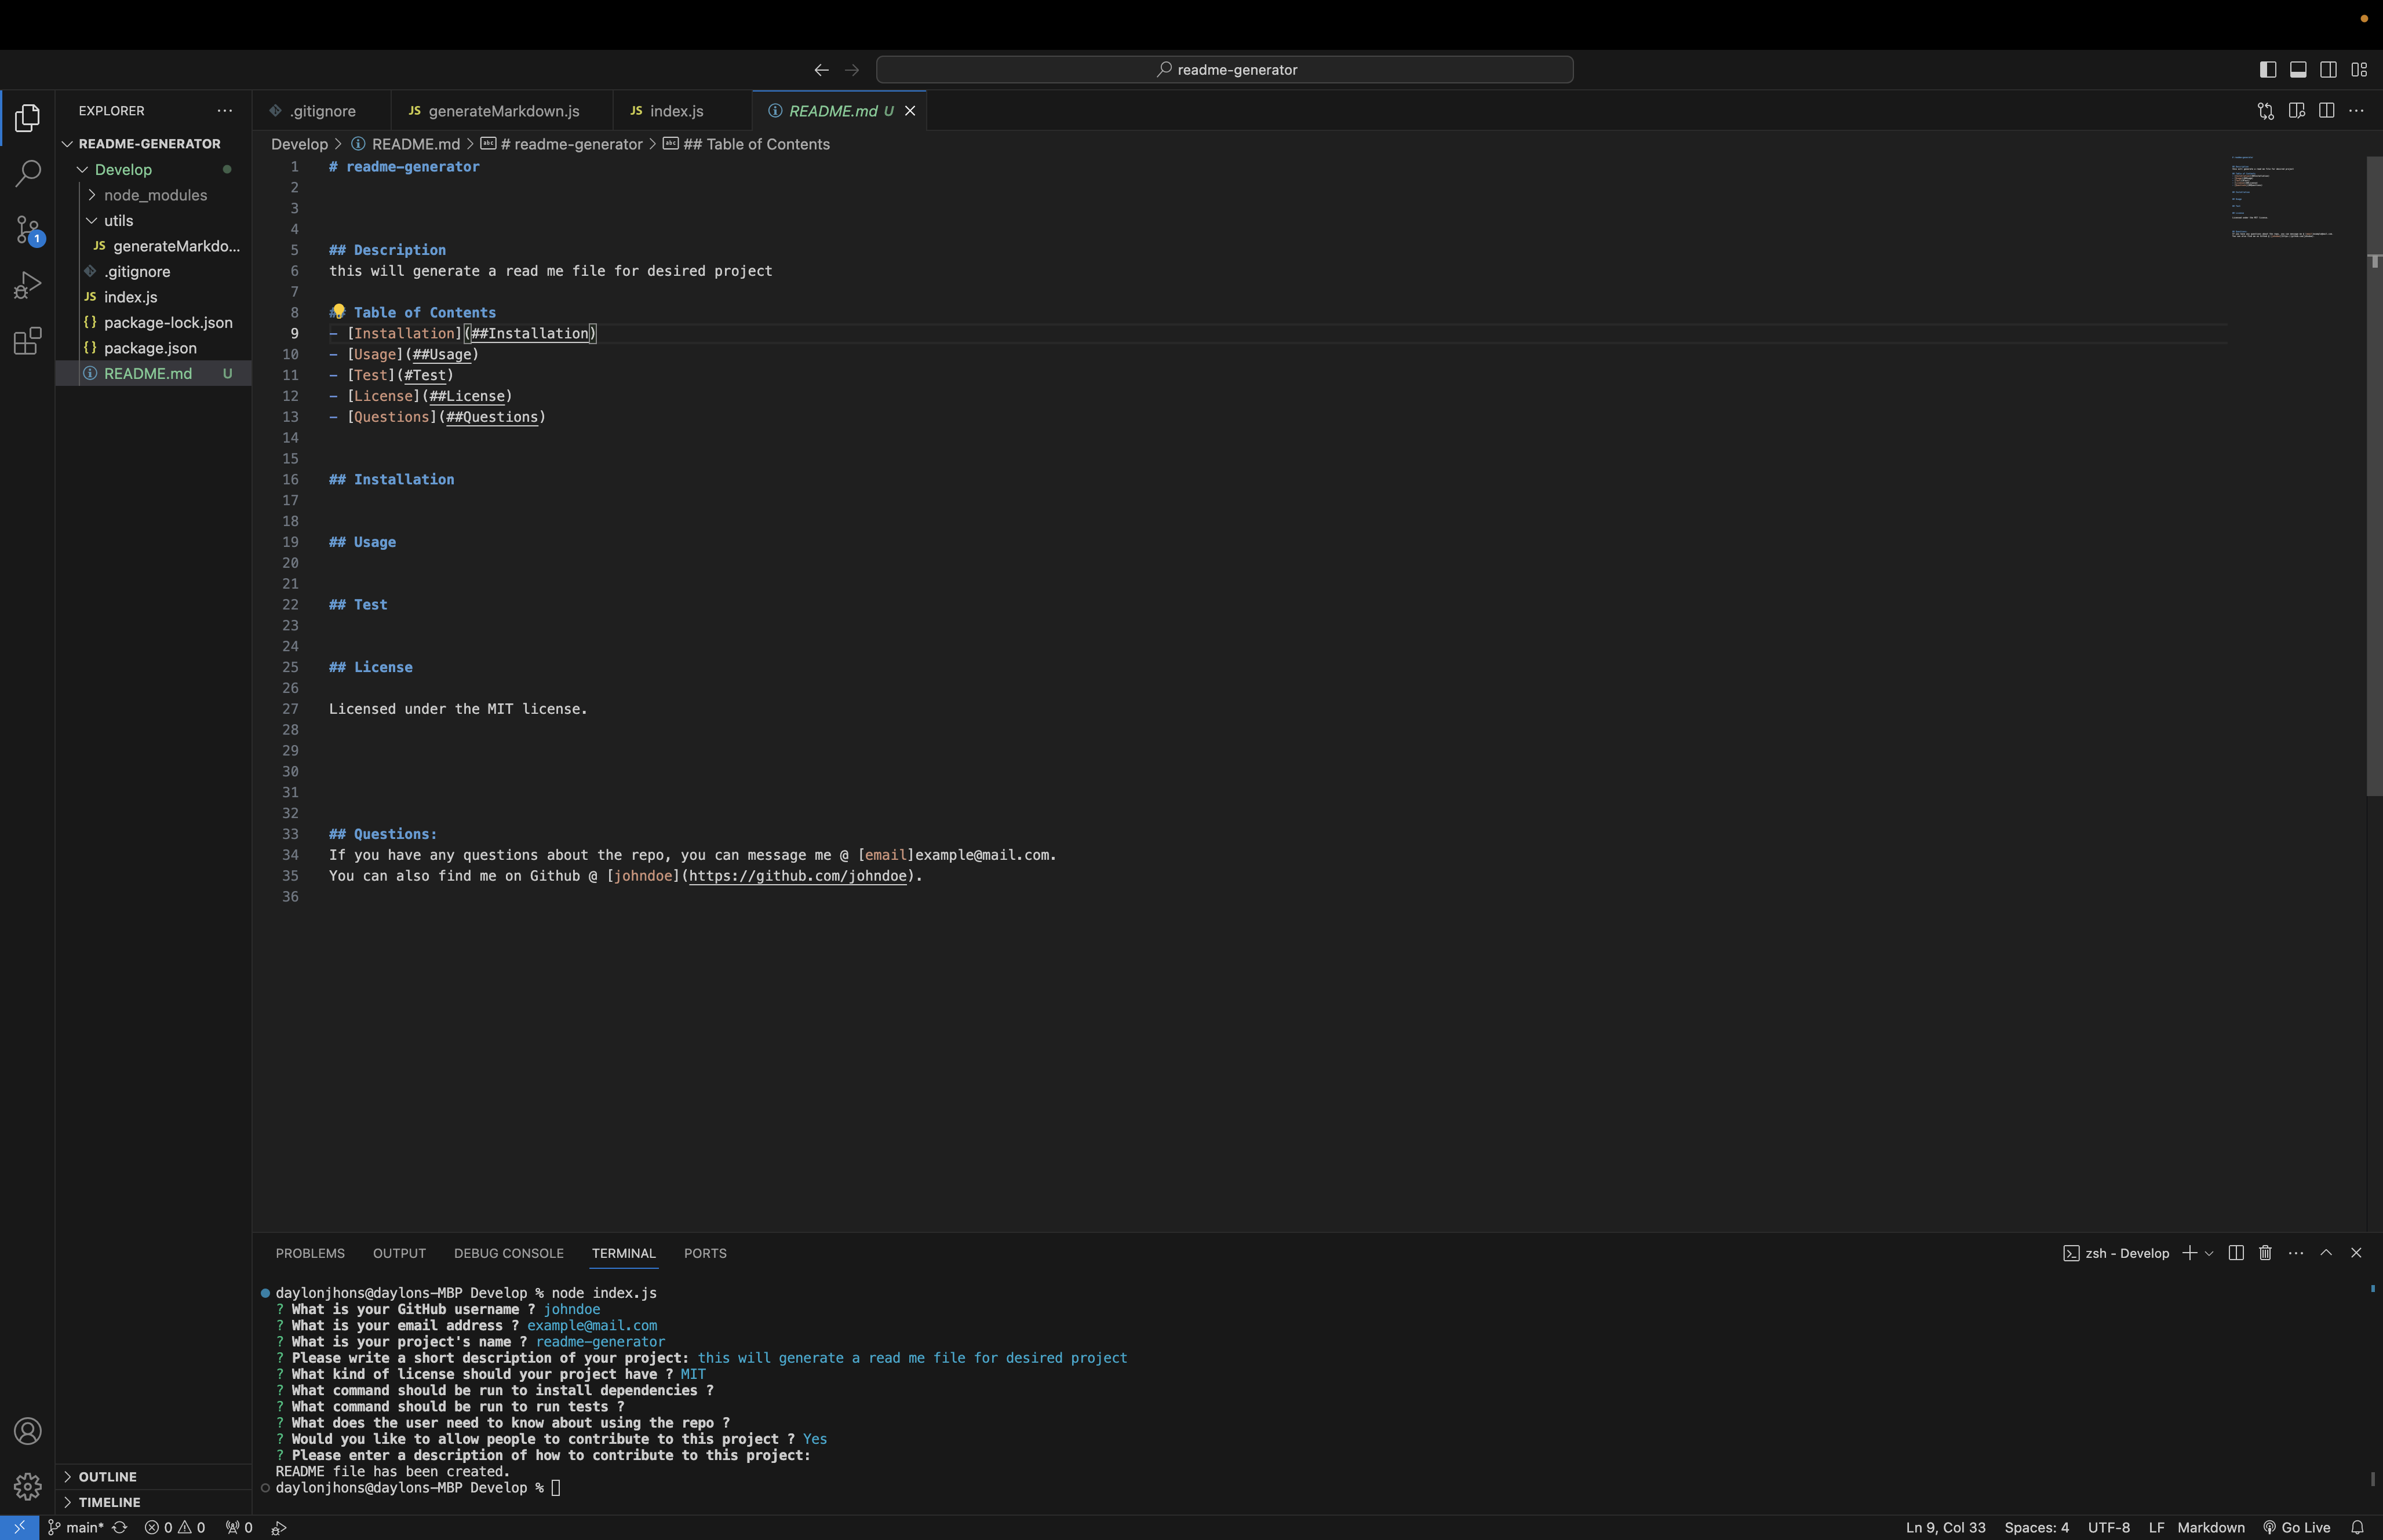 readme-generator
EXPLORER
.gitignore
JS generateMarkdown.js
JS index.js
README.md U
README-GENERATOR
Develop
node_modules
utils
JS generateMarkdo...
.gitignore
JS index.js
{} package-lock.json
{} package.json
README.md U
1
Develop > README.md > # readme-generator > ## Table of Contents
1 # readme-generator
2
3
4
5 ## Description
6 this will generate a read me file for desired project
7
8 ## Table of Contents
9 - [Installation](##Installation)
10 - [Usage](##Usage)
11 - [Test](#Test)
12 - [License](##License)
13 - [Questions](##Questions)
14
15
16 ## Installation
17
18
19 ## Usage
20
21
22 ## Test
23
24
25 ## License
26
27 Licensed under the MIT license.
28
29
30
31
32
33 ## Questions:
34 If you have any questions about the repo, you can message me @ [email]example@mail.com.
35 You can also find me on Github @ [johndoe](https://github.com/johndoe).
36
PROBLEMS OUTPUT DEBUG CONSOLE TERMINAL PORTS
zsh - Develop
daylonjhons@daylons-MBP Develop % node index.js
? What is your GitHub username ? johndoe
? What is your email address ? example@mail.com
? What is your project's name ? readme-generator
? Please write a short description of your project: this will generate a read me file for desired project
? What kind of license should your project have ? MIT
? What command should be run to install dependencies ?
? What command should be run to run tests ?
? What does the user need to know about using the repo ?
? Would you like to allow people to contribute to this project ? Yes
? Please enter a description of how to contribute to this project:
README file has been created.
daylonjhons@daylons-MBP Develop %
OUTLINE
TIMELINE
main* 0 0 0
Ln 9, Col 33 Spaces: 4 UTF-8 LF Markdown Go Live